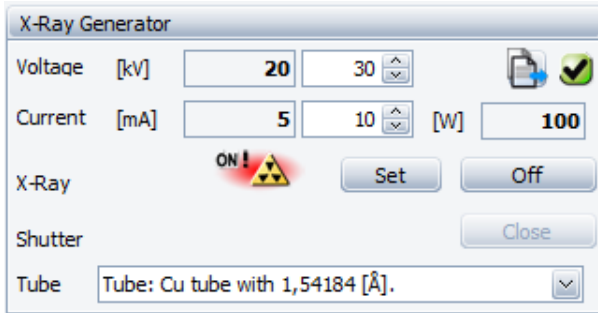 X-Ray Generator
Voltage [kV] 20 30
Current [mA] 5 10 [W] 100
X-Ray ON! Set Off
Shutter Close
Tube Tube: Cu tube with 1,54184 [Å].